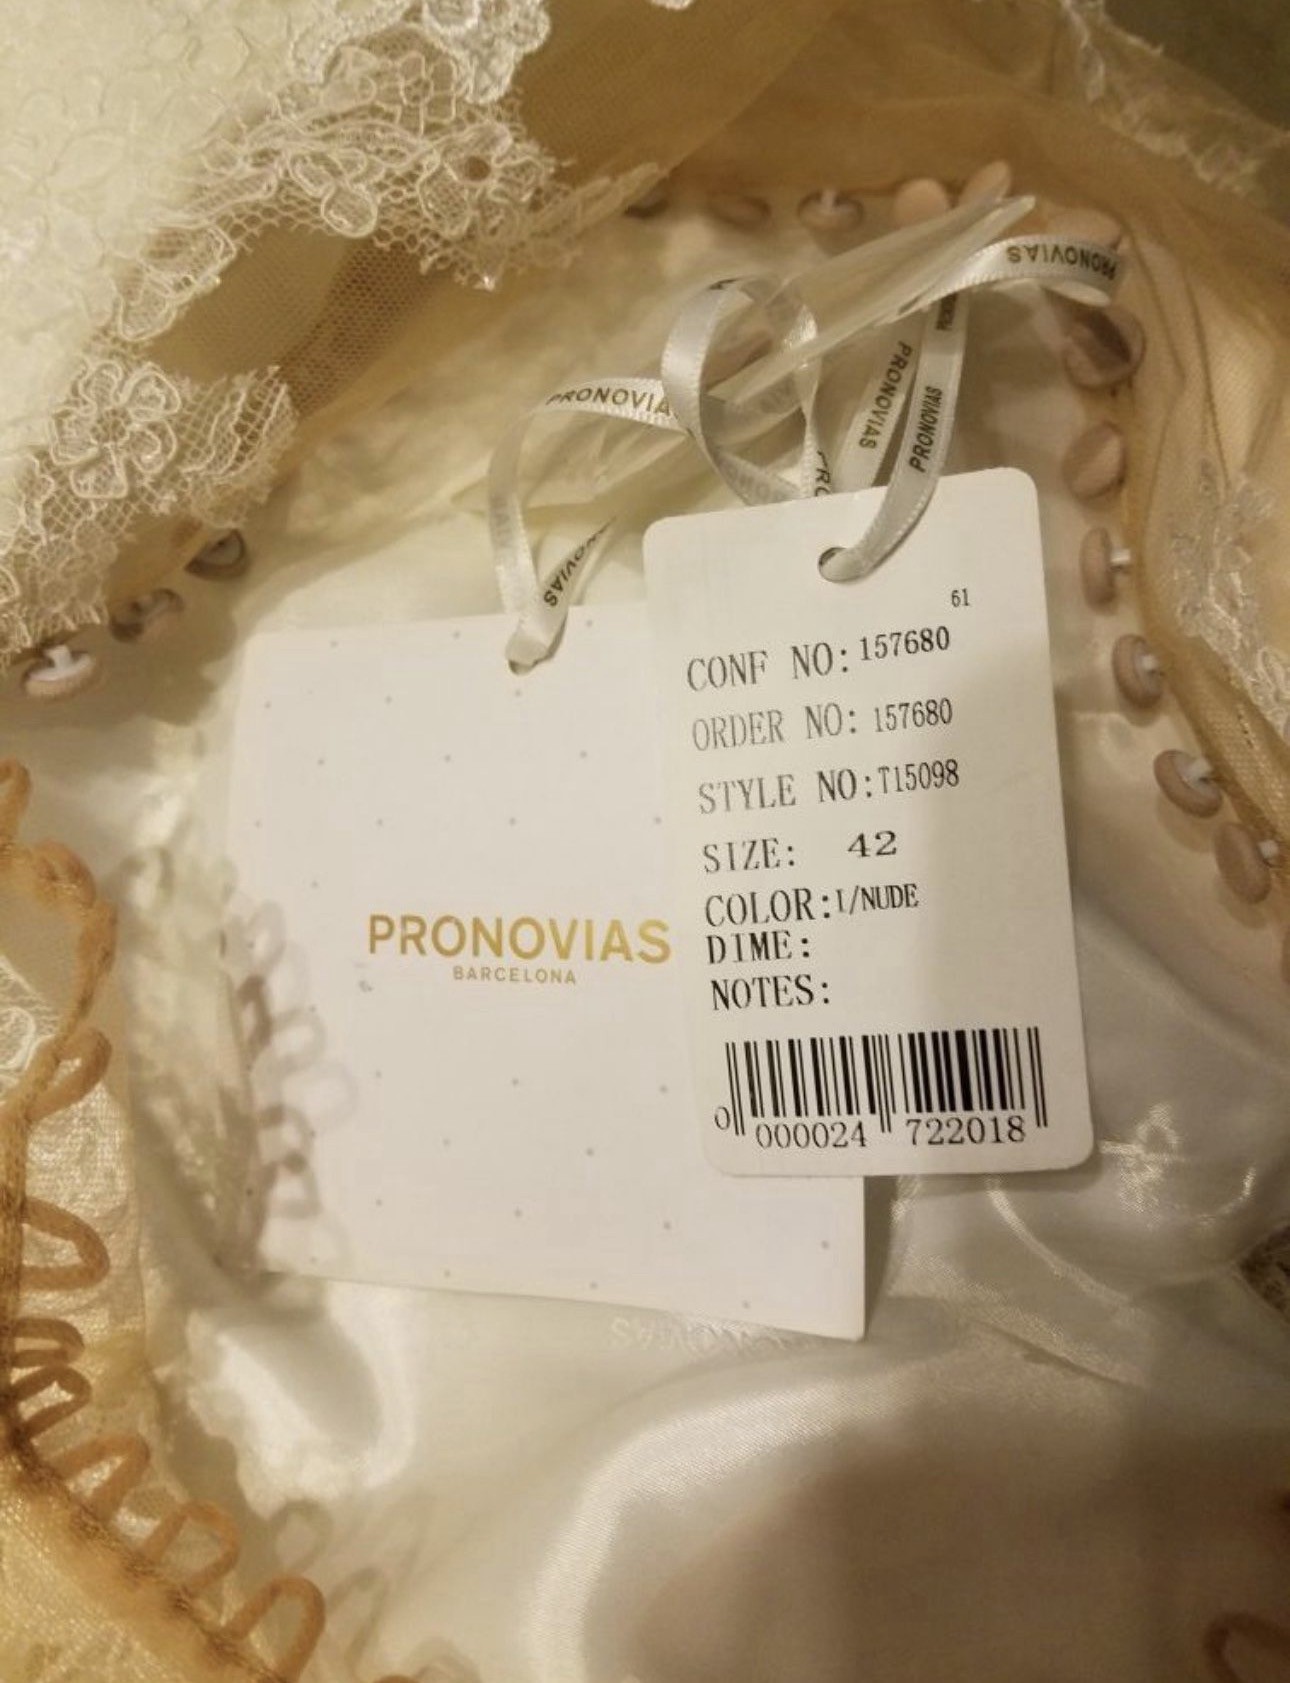 PRONOVIAS
PRONOVIAS
PRONOVIAS
PRONOVIAS
61
CONF NO: 157680
ORDER NO: 157680
STYLE NO: T15098
SIZE: 42
COLOR: I/NUDE
DIME:
NOTES:
0 000024 722018
PRONOVIAS
BARCELONA